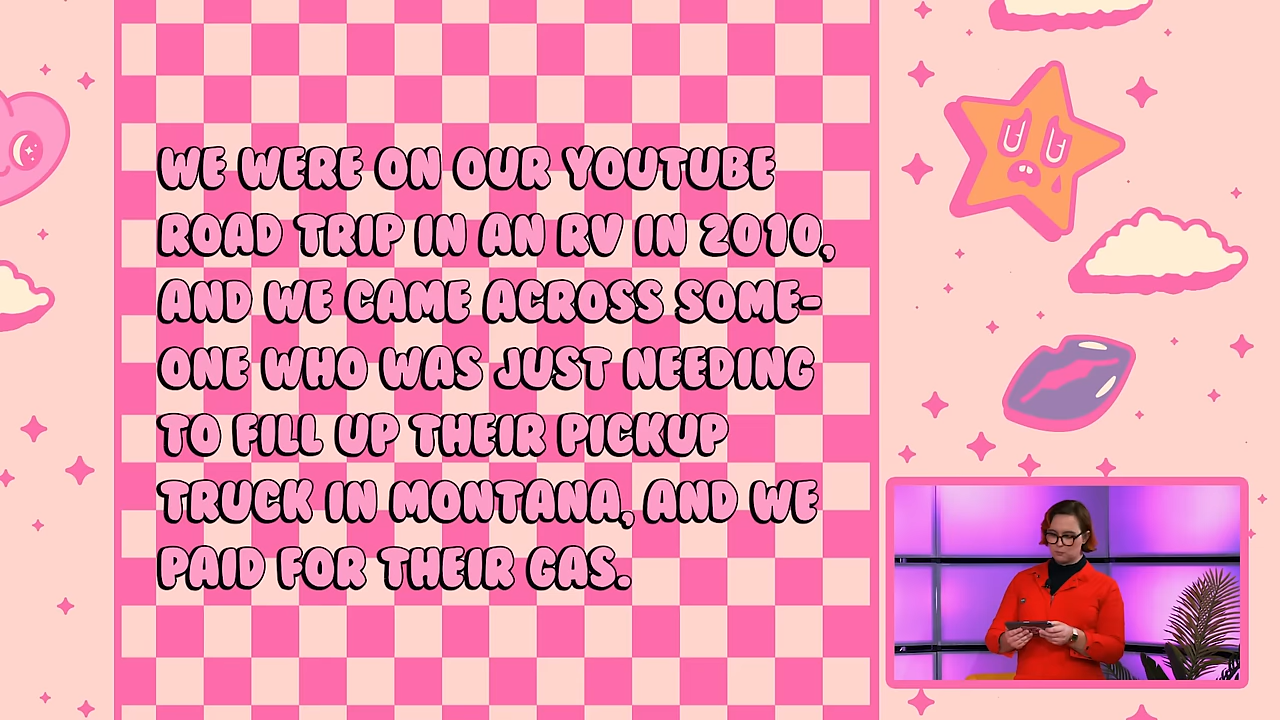 WE WERE ON OUR YOUTUBE
ROAD TRIP IN AN RV IN 2010,
AND WE CAME ACROSS SOME-
ONE WHO WAS JUST NEEDING
TO FILL UP THEIR PICKUP
TRUCK IN MONTANA, AND WE
PAID FOR THEIR GAS.